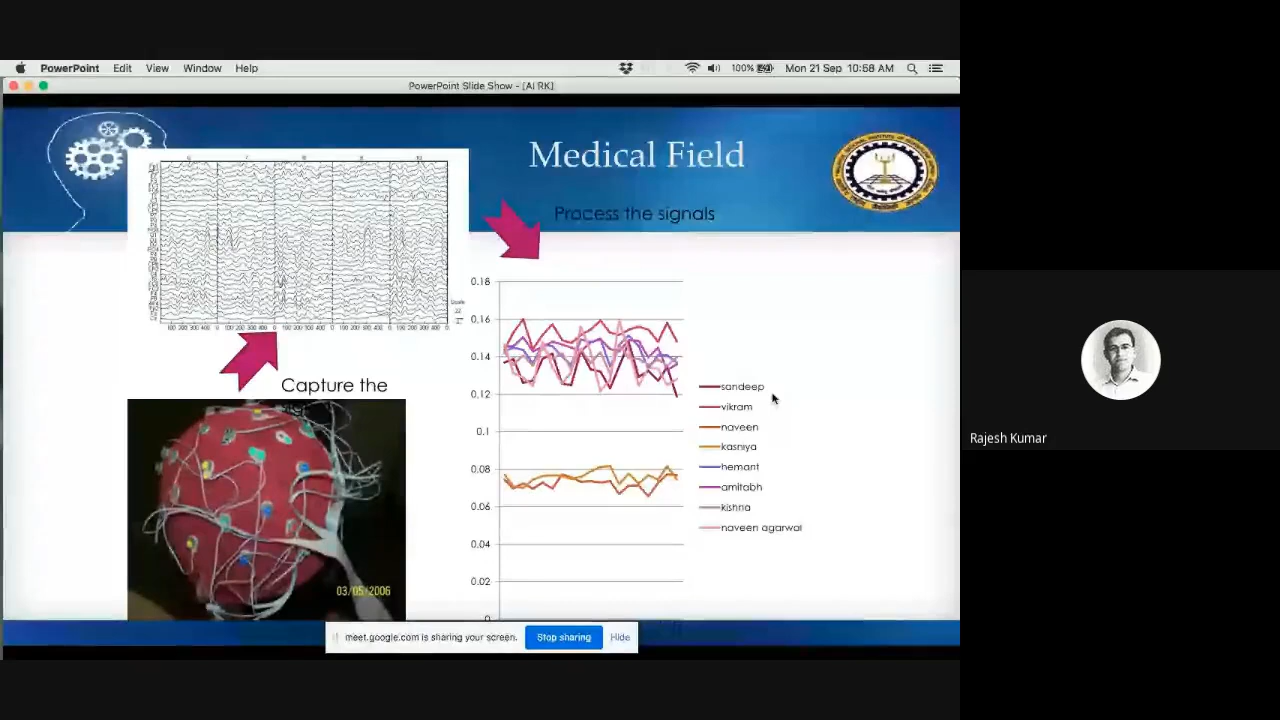 PowerPoint Edit View Window Help
100% Mon 21 Sep 10:58 AM
PowerPoint Slide Show - [AI RK]
Medical Field
Process the signals
Capture the
03/05/2006
0.18
0.16
0.14
0.12
0.1
0.08
0.06
0.04
0.02
0
sandeep
vikram
naveen
kasniya
hemant
amitabh
kishna
naveen agarwal
meet.google.com is sharing your screen. Stop sharing Hide
Rajesh Kumar